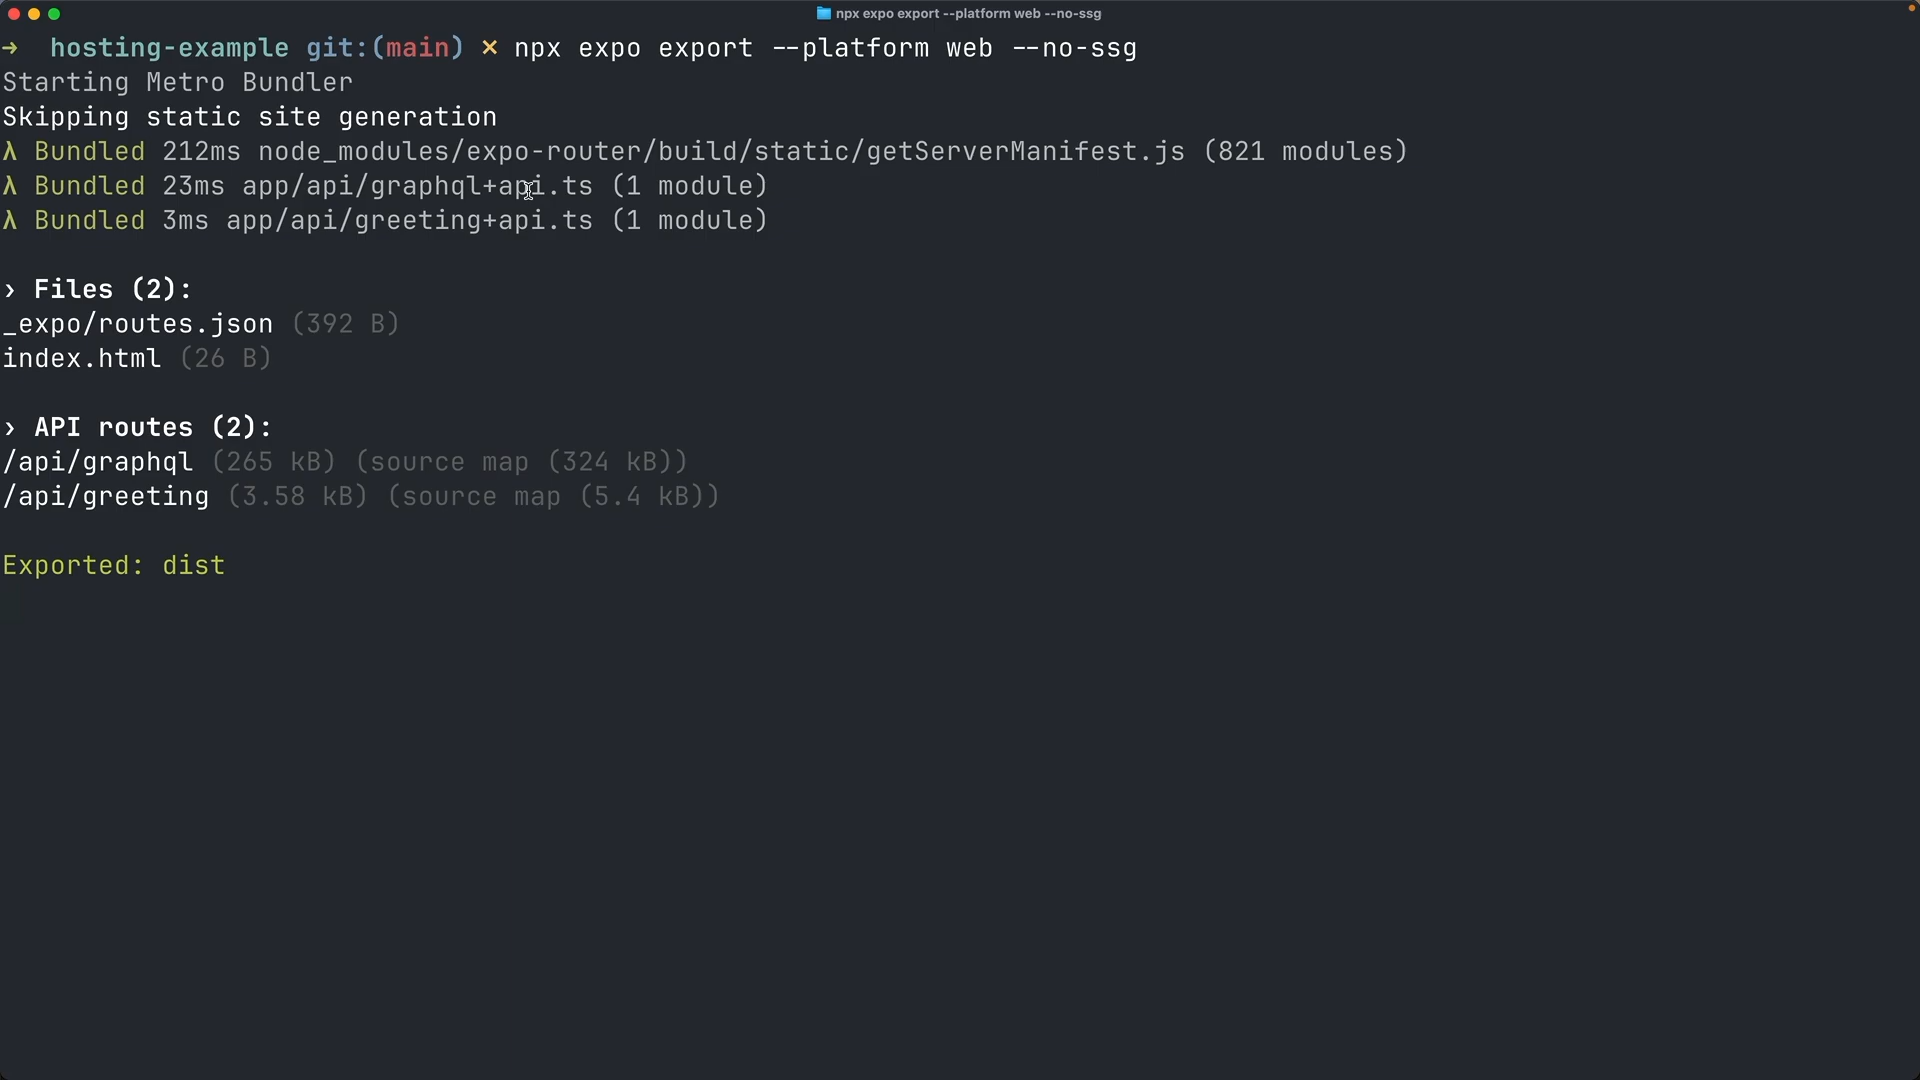 npx expo export --platform web --no-ssg
→ hosting-example git:(main) × npx expo export --platform web --no-ssg
Starting Metro Bundler
Skipping static site generation
λ Bundled 212ms node_modules/expo-router/build/static/getServerManifest.js (821 modules)
λ Bundled 23ms app/api/graphql+api.ts (1 module)
λ Bundled 3ms app/api/greeting+api.ts (1 module)
› Files (2):
_expo/routes.json (392 B)
index.html (26 B)
› API routes (2):
/api/graphql (265 kB) (source map (324 kB))
/api/greeting (3.58 kB) (source map (5.4 kB))
Exported: dist